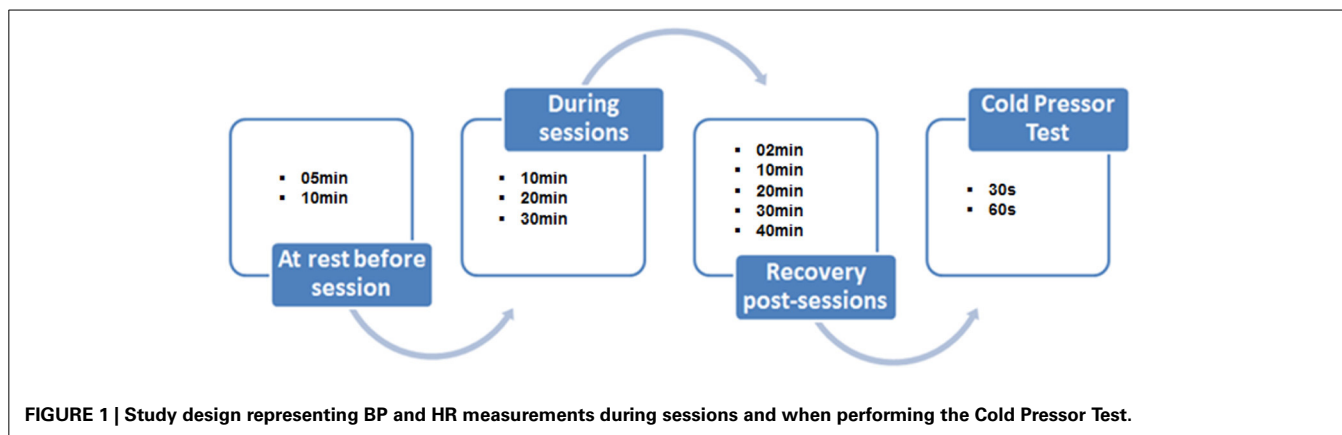 ▪ 05min
▪ 10min
At rest before
session
During
sessions
▪ 10min
▪ 20min
▪ 30min
▪ 02min
▪ 10min
▪ 20min
▪ 30min
▪ 40min
Recovery
post-sessions
Cold Pressor
Test
▪ 30s
▪ 60s
FIGURE 1 | Study design representing BP and HR measurements during sessions and when performing the Cold Pressor Test.